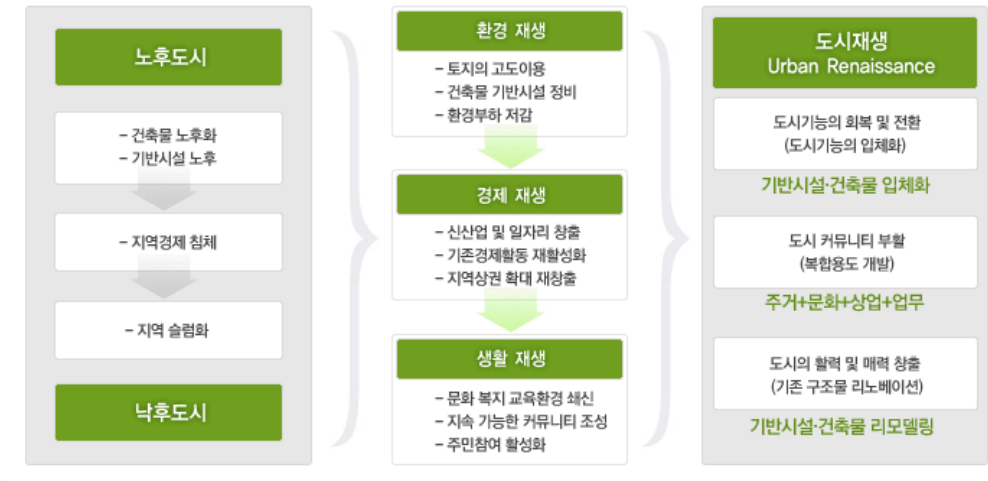 노후도시
- 건축물 노후화
- 기반시설 노후
- 지역경제 침체
- 지역 슬럼화
낙후도시
환경 재생
- 토지의 고도이용
- 건축물 기반시설 정비
- 환경부하 저감
경제 재생
- 신산업 및 일자리 창출
- 기존경제활동 재활성화
- 지역상권 확대 재창출
생활 재생
- 문화 복지 교육환경 쇄신
- 지속 가능한 커뮤니티 조성
- 주민참여 활성화
도시재생
Urban Renaissance
도시기능의 회복 및 전환
(도시기능의 입체화)
기반시설·건축물 입체화
도시 커뮤니티 부활
(복합용도 개발)
주거+문화+상업+업무
도시의 활력 및 매력 창출
(기존 구조물 리노베이션)
기반시설·건축물 리모델링